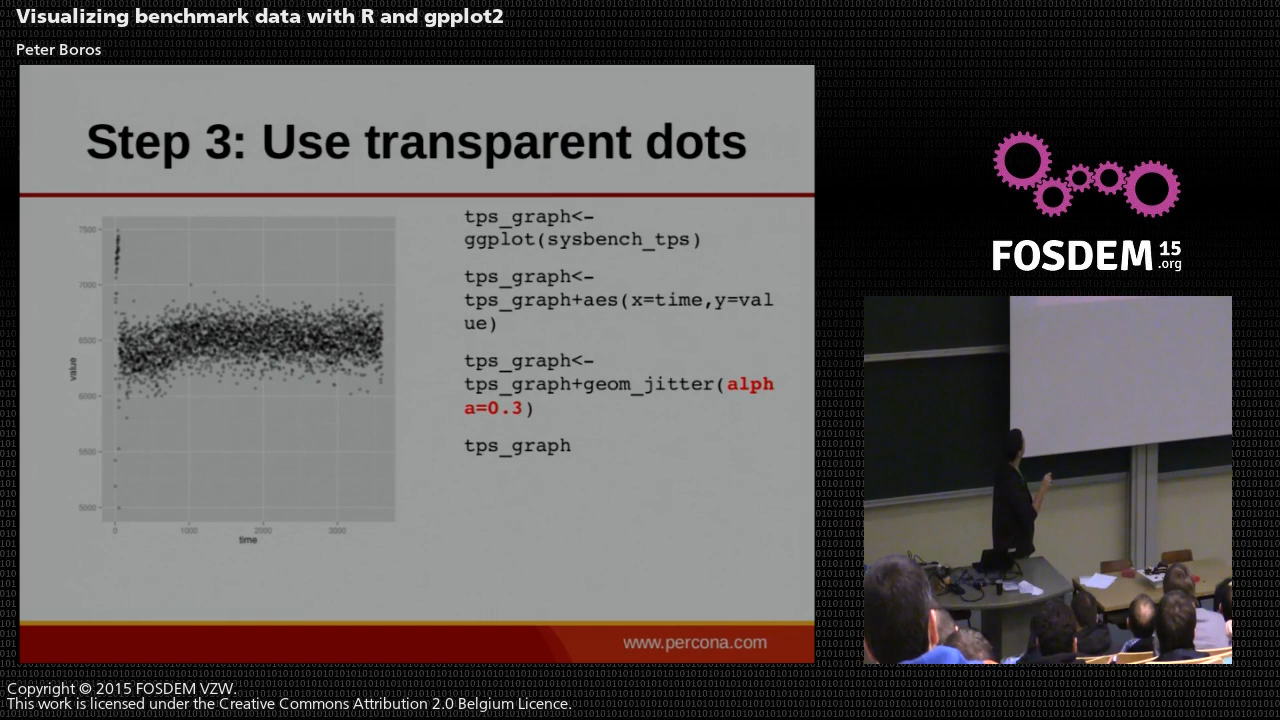 Visualizing benchmark data with R and gpplot2
Peter Boros
Step 3: Use transparent dots
7500
7000
6500
6000
5500
5000
value
0 1000 2000 3000
time
tps_graph<-
ggplot(sysbench_tps)
tps_graph<-
tps_graph+aes(x=time,y=val
ue)
tps_graph<-
tps_graph+geom_jitter(alph
a=0.3)
tps_graph
www.percona.com
FOSDEM 15
.org
Copyright © 2015 FOSDEM VZW.
This work is licensed under the Creative Commons Attribution 2.0 Belgium Licence.